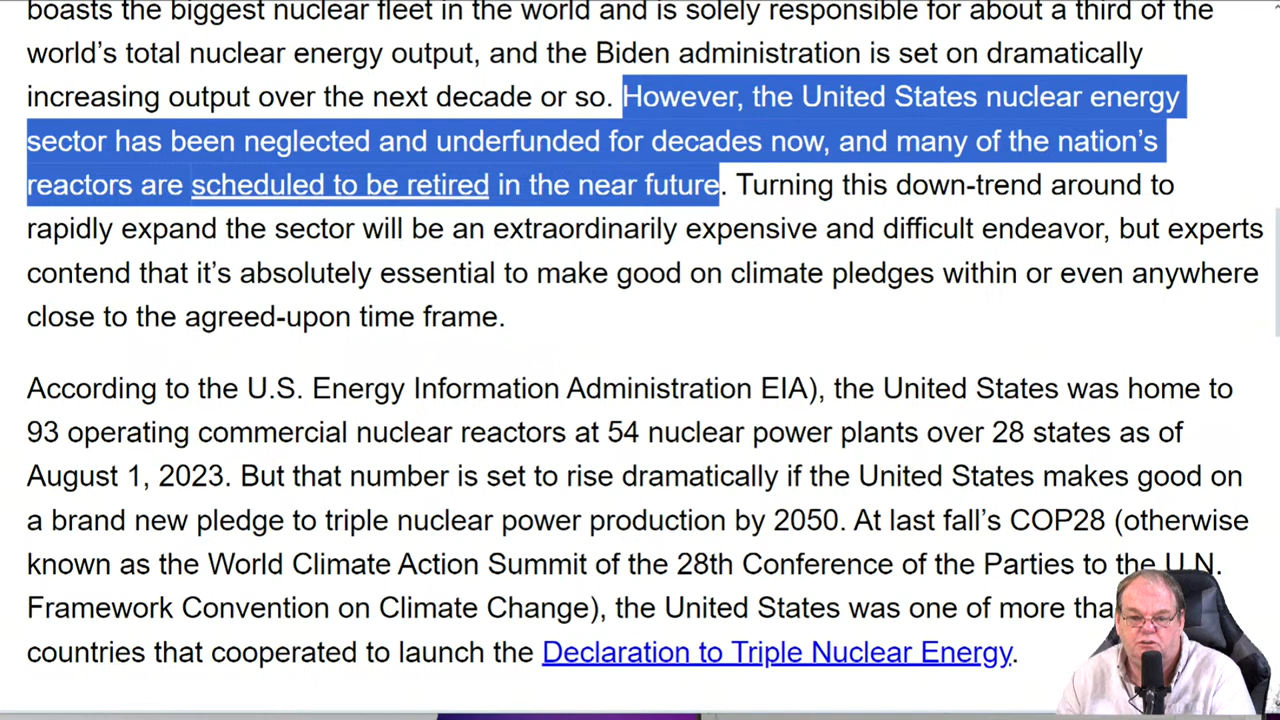 boasts the biggest nuclear fleet in the world and is solely responsible for about a third of the
world’s total nuclear energy output, and the Biden administration is set on dramatically
increasing output over the next decade or so. However, the United States nuclear energy
sector has been neglected and underfunded for decades now, and many of the nation’s
reactors are scheduled to be retired in the near future. Turning this down-trend around to
rapidly expand the sector will be an extraordinarily expensive and difficult endeavor, but experts
contend that it’s absolutely essential to make good on climate pledges within or even anywhere
close to the agreed-upon time frame.
According to the U.S. Energy Information Administration EIA), the United States was home to
93 operating commercial nuclear reactors at 54 nuclear power plants over 28 states as of
August 1, 2023. But that number is set to rise dramatically if the United States makes good on
a brand new pledge to triple nuclear power production by 2050. At last fall’s COP28 (otherwise
known as the World Climate Action Summit of the 28th Conference of the Parties to the U.N.
Framework Convention on Climate Change), the United States was one of more
countries that cooperated to launch the Declaration to Triple Nuclear Energy.